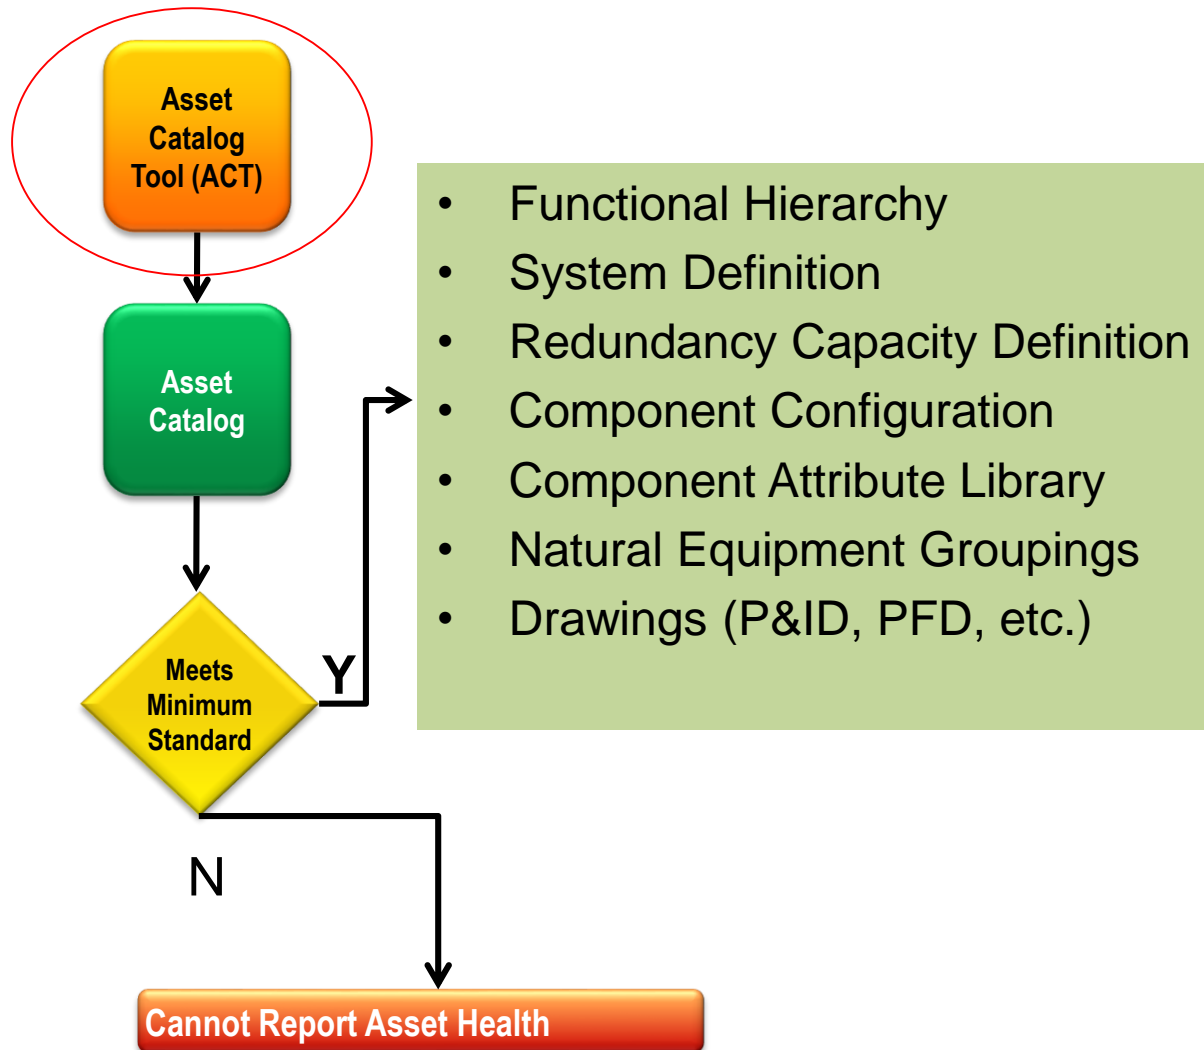 Asset
Catalog
Tool (ACT)
Asset
Catalog
Meets
Minimum
Standard
Y
• Functional Hierarchy
• System Definition
• Redundancy Capacity Definition
• Component Configuration
• Component Attribute Library
• Natural Equipment Groupings
• Drawings (P&ID, PFD, etc.)
N
Cannot Report Asset Health